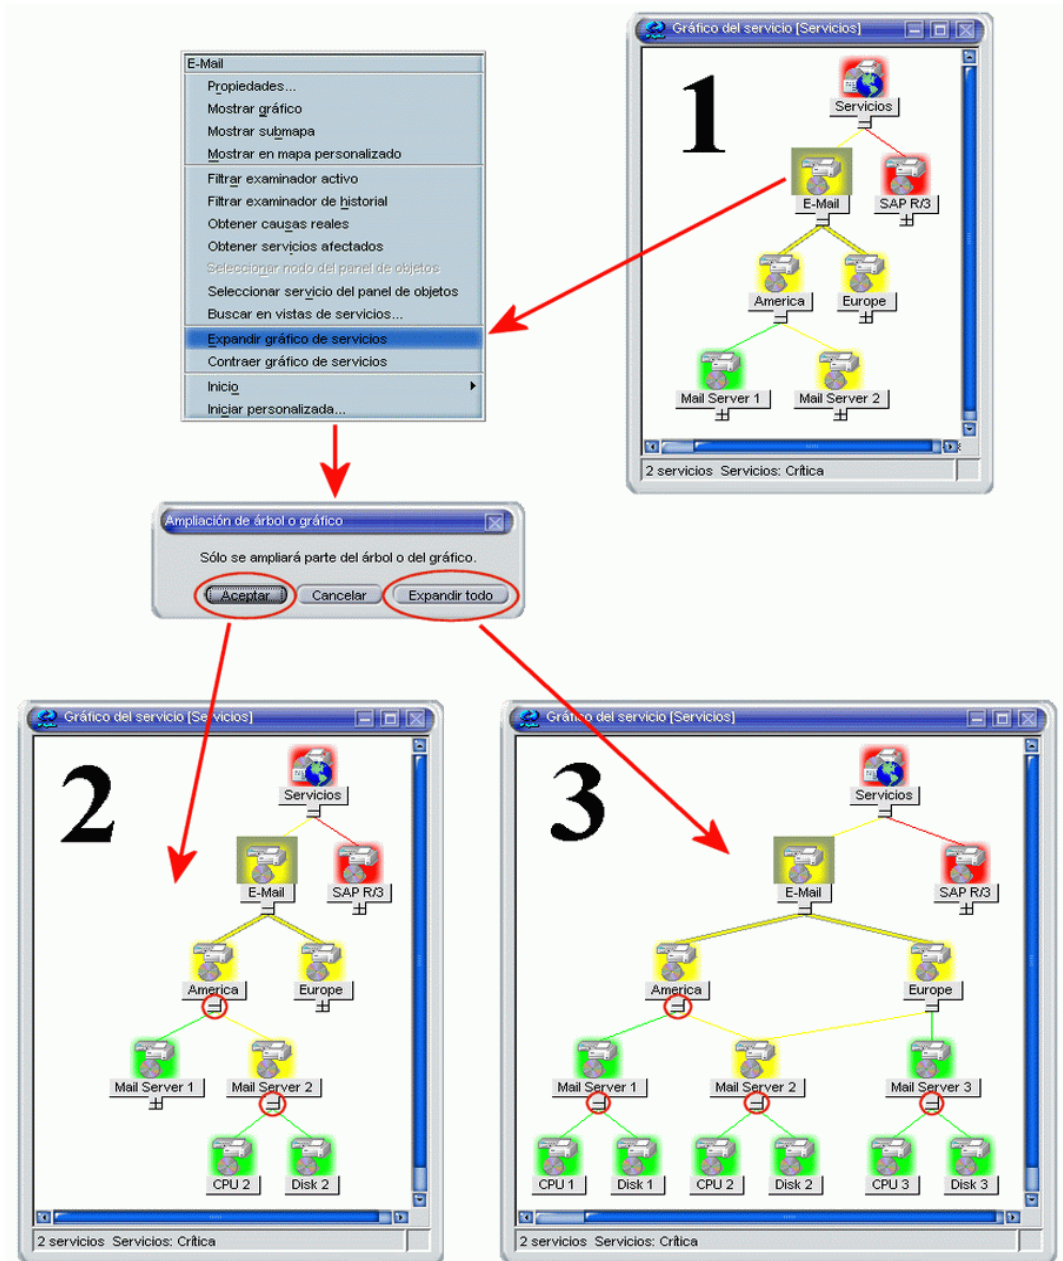 Gráfico del servicio [Servicios]
1
Servicios
E-Mail
SAP R/3
America
Europe
Mail Server 1
Mail Server 2
2 servicios Servicios: Crítica
E-Mail
Propiedades...
Mostrar gráfico
Mostrar submapa
Mostrar en mapa personalizado
Filtrar examinador activo
Filtrar examinador de historial
Obtener causas reales
Obtener servicios afectados
Seleccionar nodo del panel de objetos
Seleccionar servicio del panel de objetos
Buscar en vistas de servicios...
Expandir gráfico de servicios
Contraer gráfico de servicios
Inicio
Iniciar personalizada...
Ampliación de árbol o gráfico
Sólo se ampliará parte del árbol o del gráfico.
Aceptar
Cancelar
Expandir todo
Gráfico del servicio [Servicios]
2
Servicios
E-Mail
SAP R/3
America
Europe
Mail Server 1
Mail Server 2
CPU 2
Disk 2
2 servicios Servicios: Crítica
Gráfico del servicio [Servicios]
3
Servicios
E-Mail
SAP R/3
America
Europe
Mail Server 1
Mail Server 2
Mail Server 3
CPU 1
Disk 1
CPU 2
Disk 2
CPU 3
Disk 3
2 servicios Servicios: Crítica